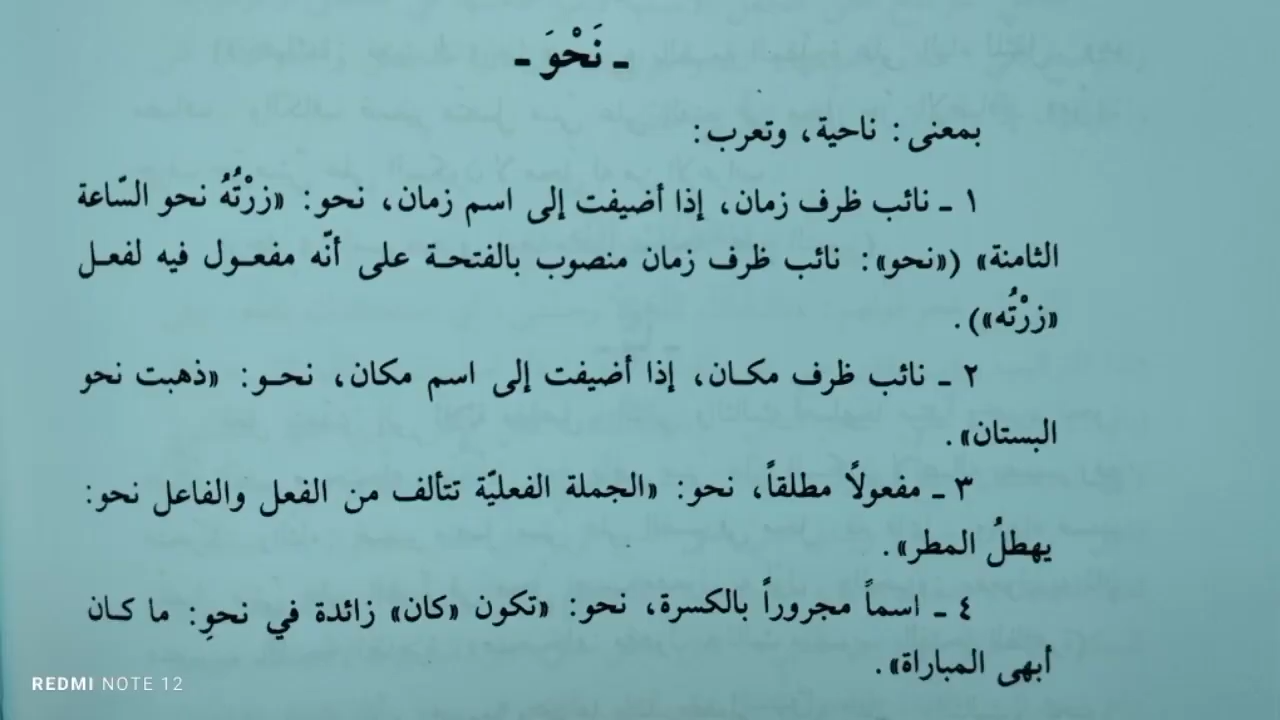 ـ نَحْوَ ـ
بمعنى: ناحية، وتعرب:
١ ـ نائب ظرف زمان، إذا أضيفت إلى اسم زمان، نحو: «زرْتُهُ نحو السّاعة
الثامنة» («نحو»: نائب ظرف زمان منصوب بالفتحة على أنّه مفعول فيه لفعل
«زرْتُه»).
٢ ـ نائب ظرف مكان، إذا أضيفت إلى اسم مكان، نحو: «ذهبت نحو
البستان».
٣ ـ مفعولاً مطلقاً، نحو: «الجملة الفعليّة تتألف من الفعل والفاعل نحو:
يهطلُ المطر».
٤ ـ اسماً مجروراً بالكسرة، نحو: «تكون «كان» زائدة في نحوِ: ما كان
أبهى المباراة».
REDMI NOTE 12